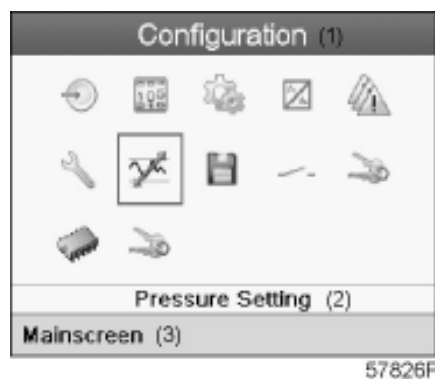 Configuration (1)
Pressure Setting (2)
Mainscreen (3)
57826F